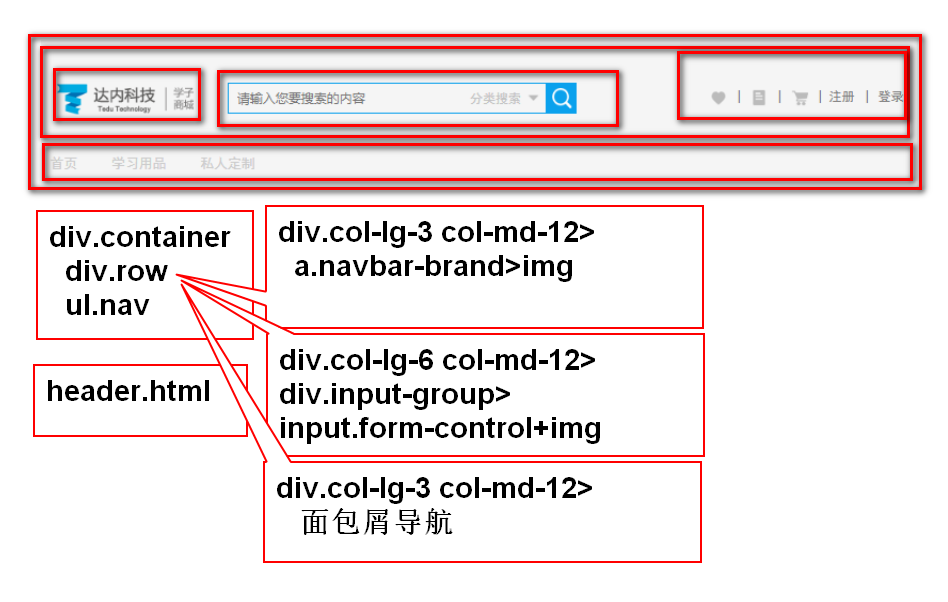 达内科技 学子
Tedu Technology 商城
请输入您要搜索的内容 分类搜索
| | | 注册 | 登录
首页 学习用品 私人定制
div.container
div.row
ul.nav
header.html
div.col-lg-3 col-md-12>
a.navbar-brand>img
div.col-lg-6 col-md-12>
div.input-group>
input.form-control+img
div.col-lg-3 col-md-12>
面包屑导航